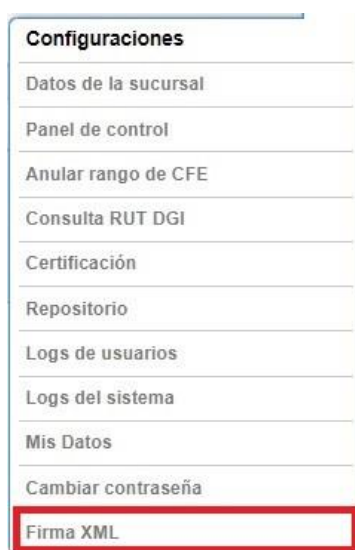 Configuraciones
Datos de la sucursal
Panel de control
Anular rango de CFE
Consulta RUT DGI
Certificación
Repositorio
Logs de usuarios
Logs del sistema
Mis Datos
Cambiar contraseña
Firma XML